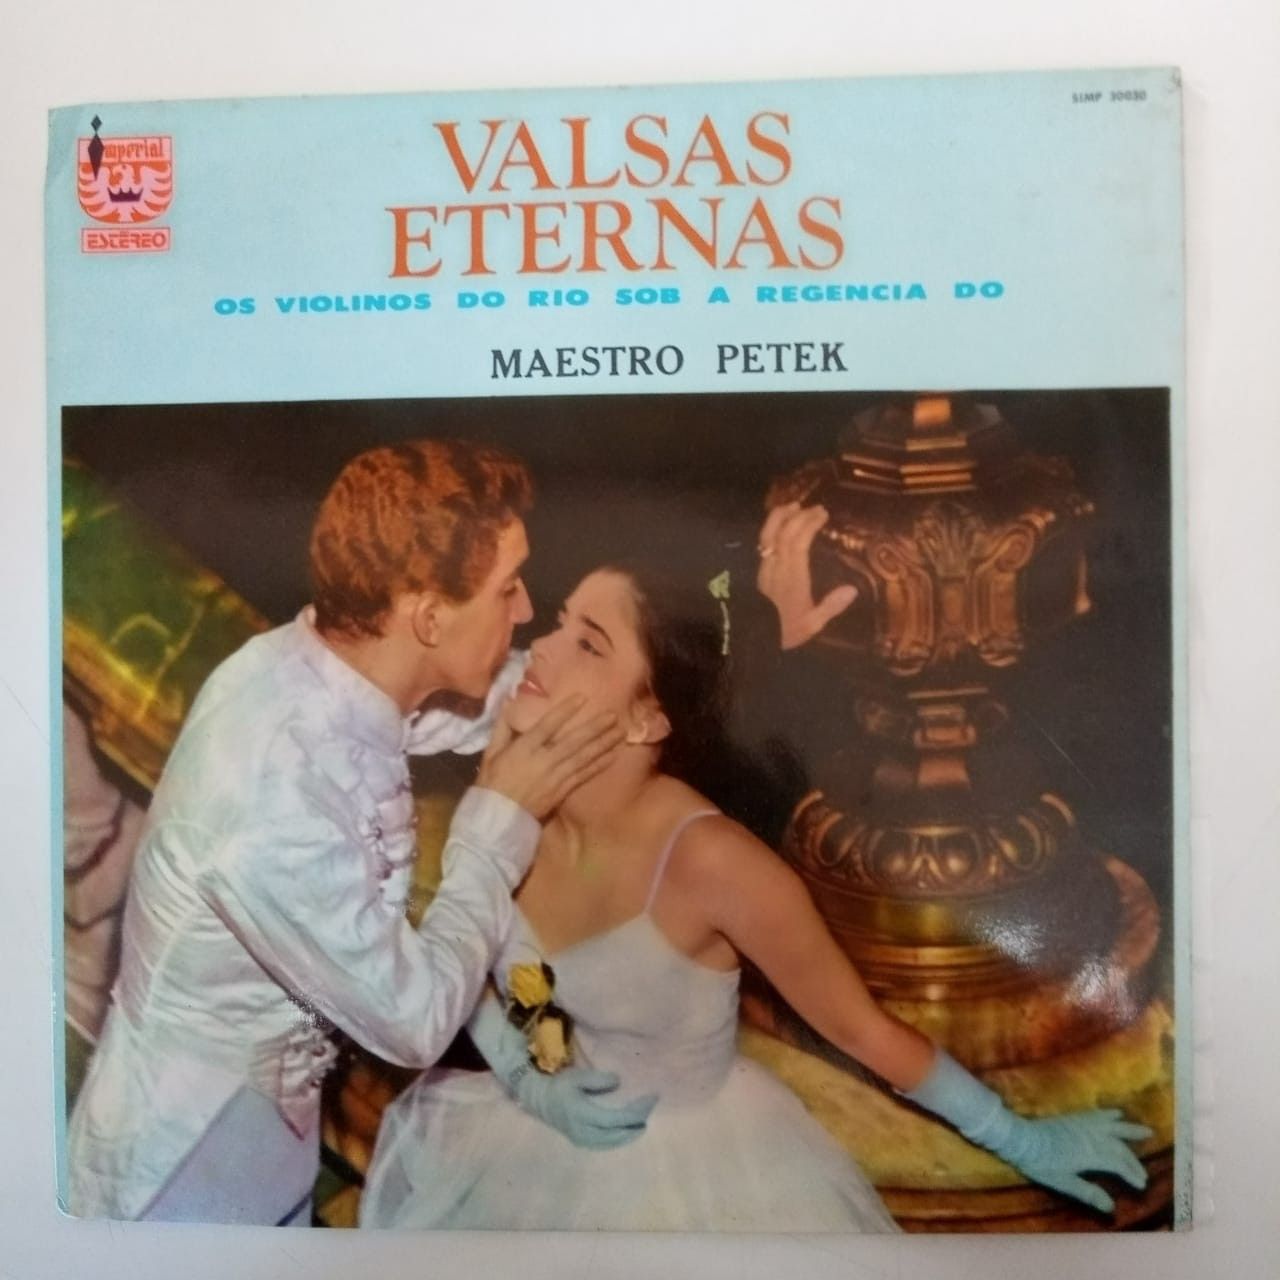 SIMP 30030
Imperial
ESTÉREO
VALSAS
ETERNAS
OS VIOLINOS DO RIO SOB A REGENCIA DO
MAESTRO PETEK